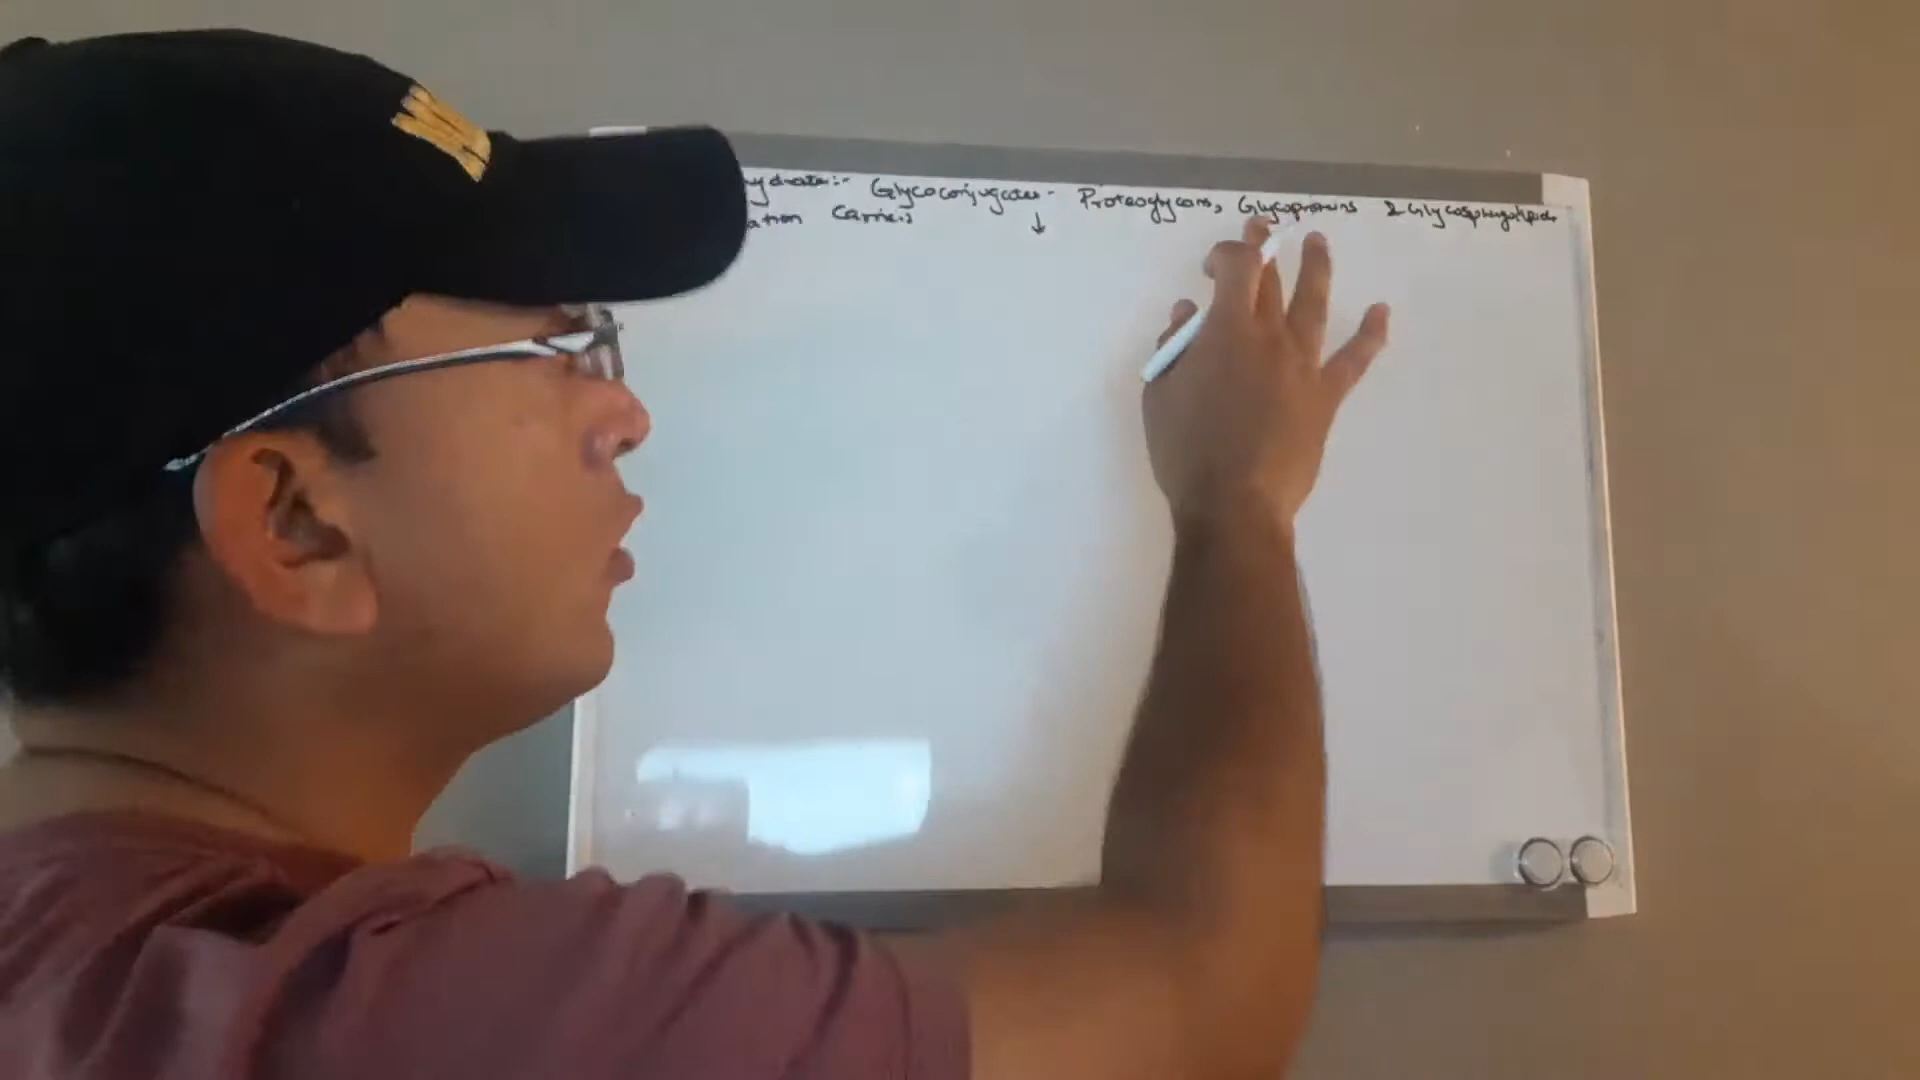 ydrate:- Glycoconjugates - Proteoglycans, Glycoproteins & Glycosphingolipids
ation Carriers ↓